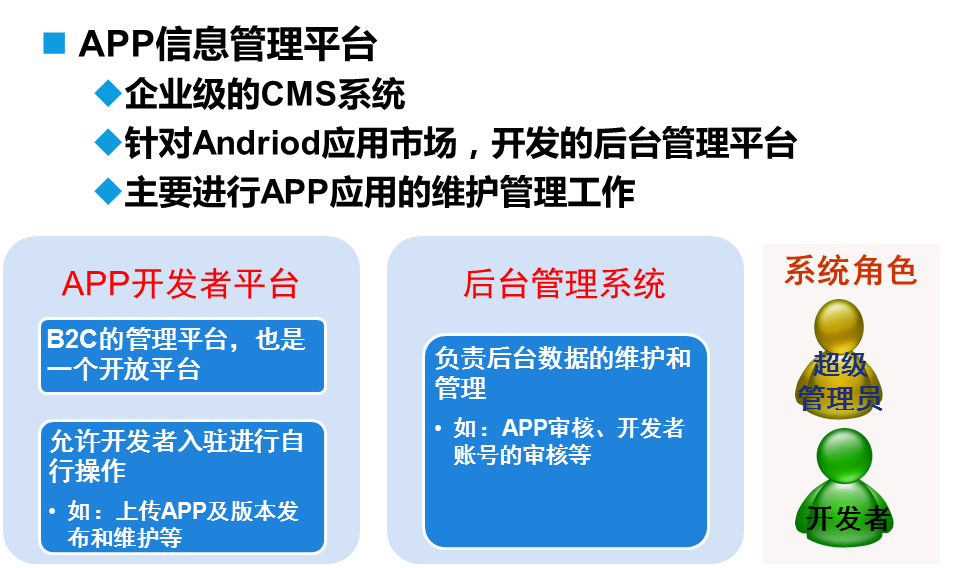 APP信息管理平台
企业级的CMS系统
针对Andriod应用市场，开发的后台管理平台
主要进行APP应用的维护管理工作
APP开发者平台
B2C的管理平台，也是
一个开放平台
允许开发者入驻进行自
行操作
• 如：上传APP及版本发
布和维护等
后台管理系统
负责后台数据的维护和
管理
• 如：APP审核、开发者
账号的审核等
系统角色
超级
管理员
开发者